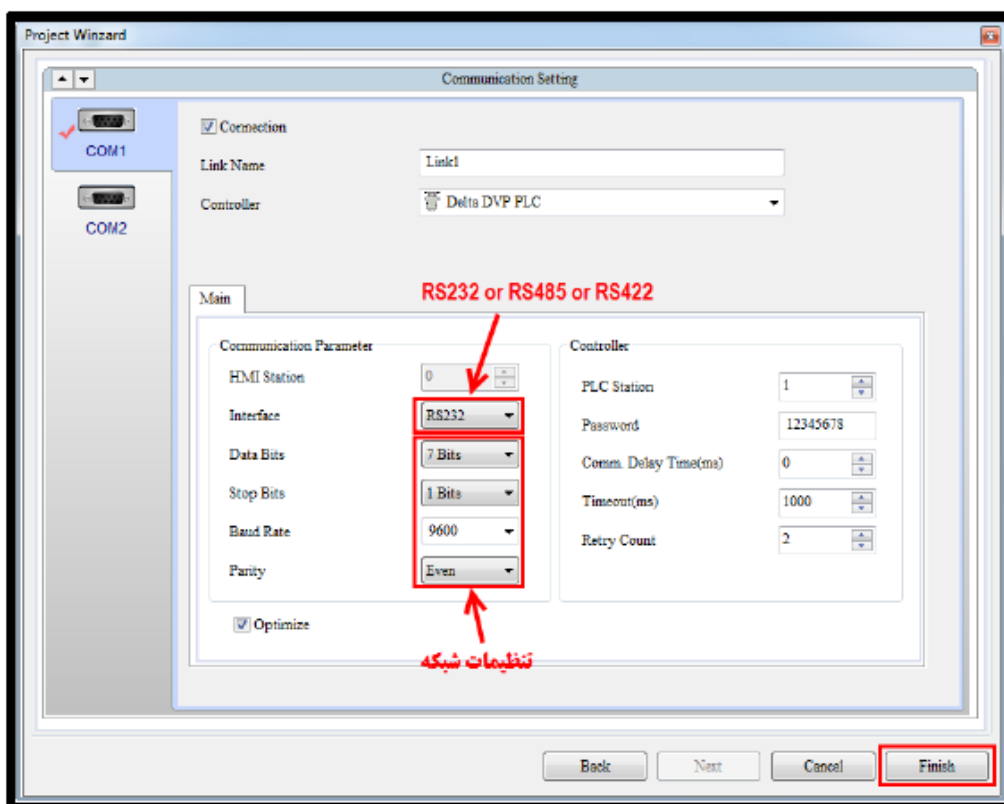 Project Winzard
Communication Setting
COM1
COM2
Connection
Link Name
Link1
Controller
Delta DVP PLC
Main
RS232 or RS485 or RS422
Communication Parameter
HMI Station
0
Interface
RS232
Data Bits
7 Bits
Stop Bits
1 Bits
Baud Rate
9600
Parity
Even
Optimize
تنظیمات شبکه
Controller
PLC Station
1
Password
12345678
Comm. Delay Time(ms)
0
Timeout(ms)
1000
Retry Count
2
Back
Next
Cancel
Finish